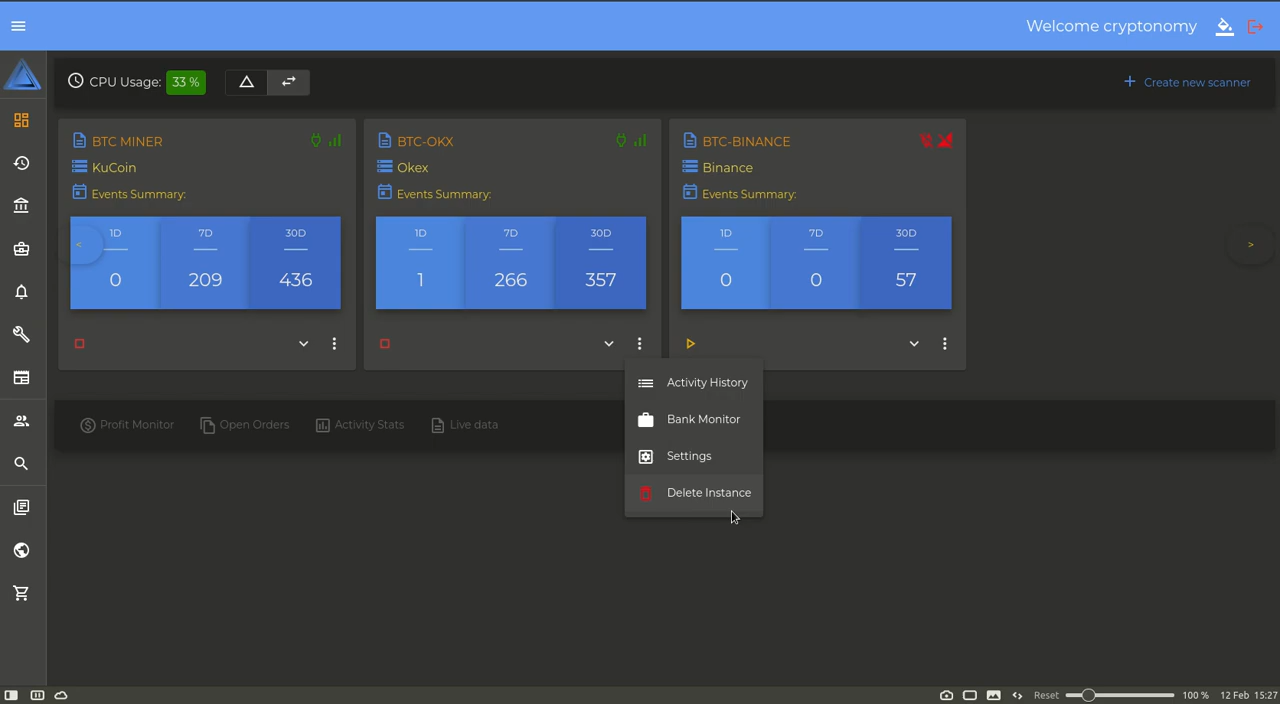 Welcome cryptonomy
CPU Usage: 33 %
Create new scanner
BTC MINER
KuCoin
Events Summary:
1D 7D 30D
0 209 436
BTC-OKX
Okex
Events Summary:
1D 7D 30D
1 266 357
BTC-BINANCE
Binance
Events Summary:
1D 7D 30D
0 0 57
<
>
Activity History
Bank Monitor
Settings
Delete Instance
Profit Monitor Open Orders Activity Stats Live data
Reset 100 % 12 Feb 15:27